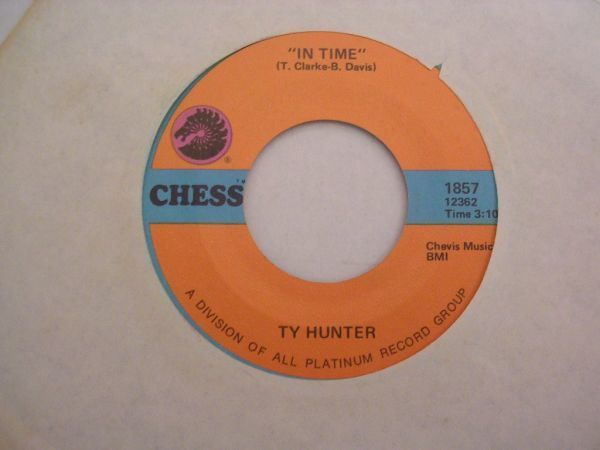 "IN TIME"
(T. Clarke-B. Davis)
®
CHESS™
1857
12362
Time 3:10
Chevis Music
BMI
TY HUNTER
A DIVISION OF ALL PLATINUM RECORD GROUP